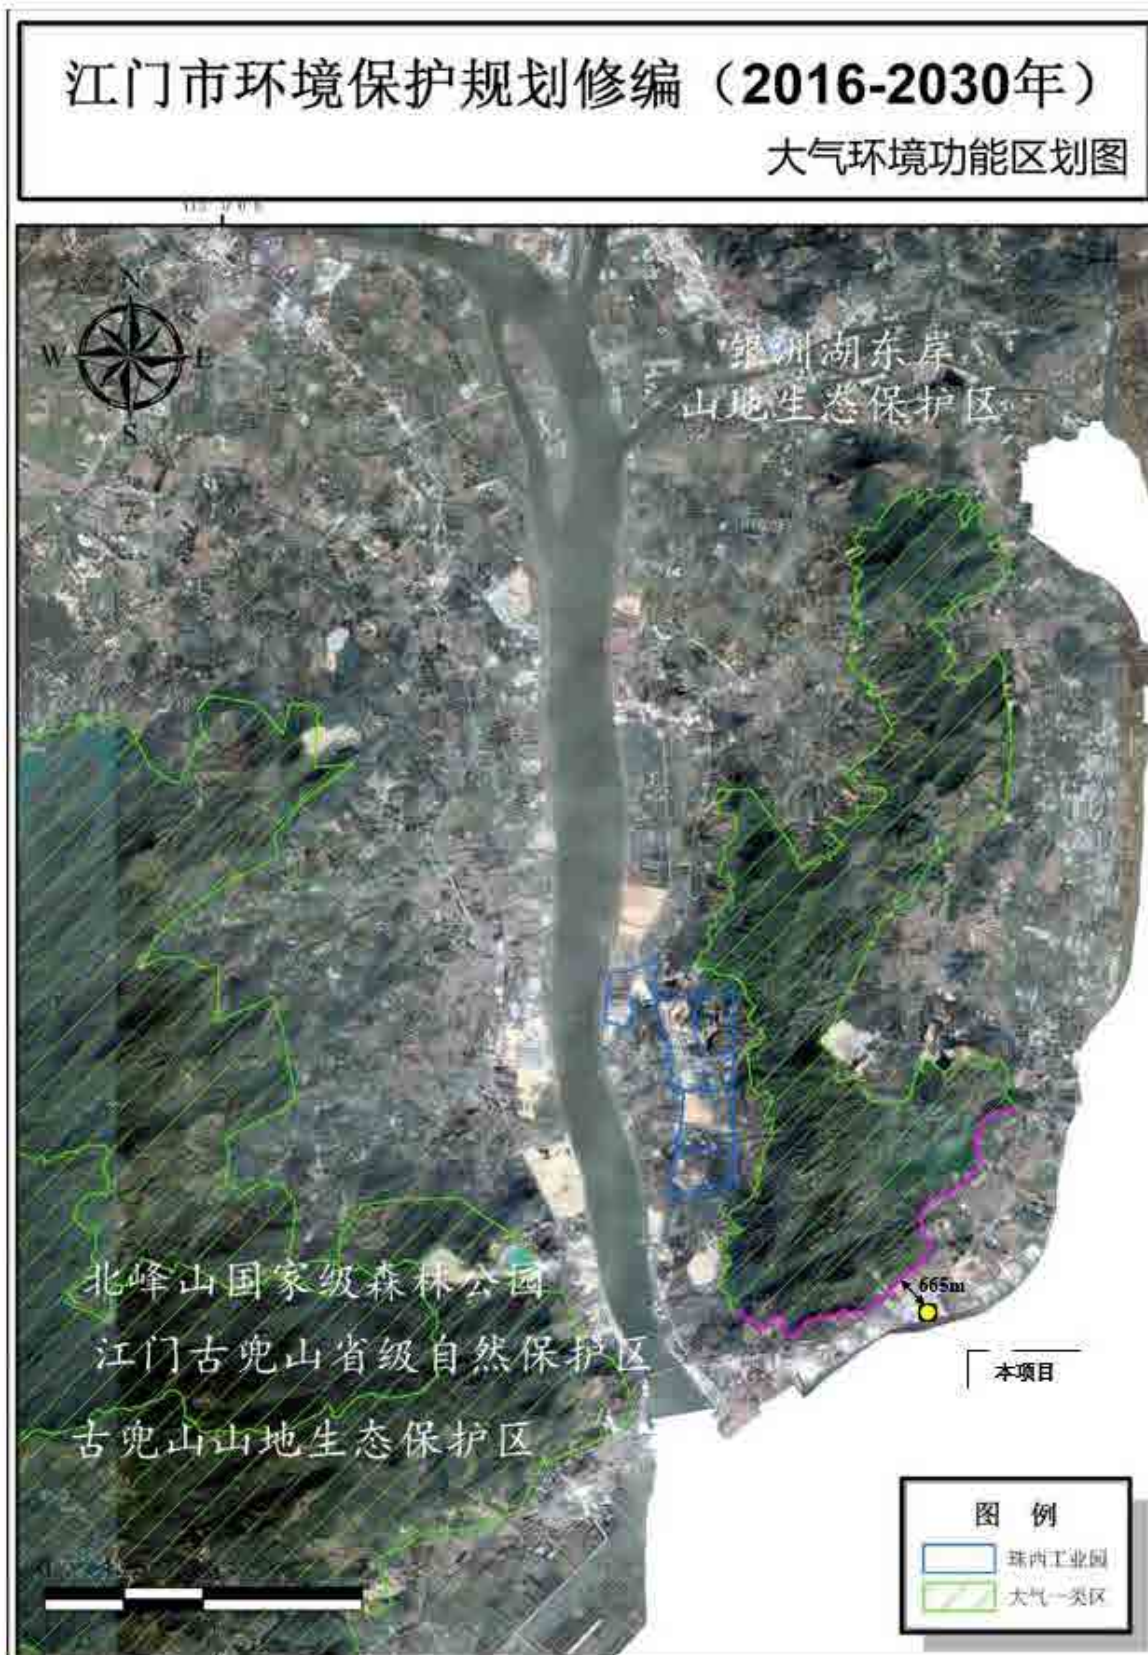 江门市环境保护规划修编（2016-2030年）
大气环境功能区划图
N
W E
S
银洲湖东岸
山地生态保护区
665m
本项目
北峰山国家级森林公园
江门古兜山省级自然保护区
古兜山山地生态保护区
图 例
珠西工业园
大气一类区